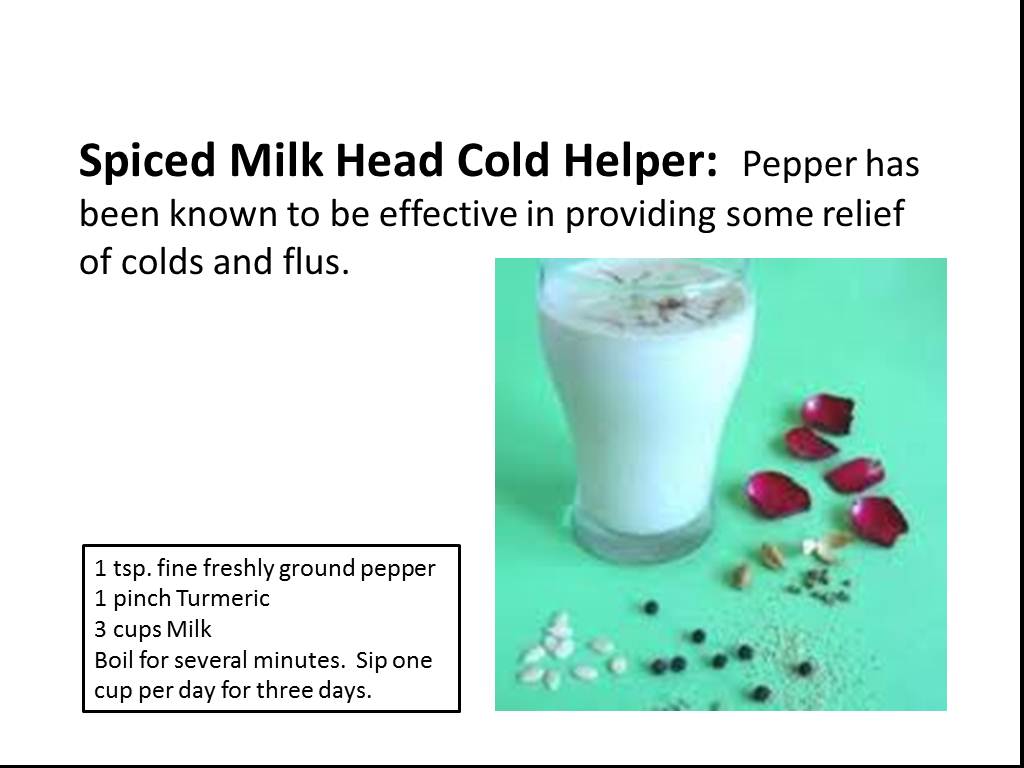 Spiced Milk Head Cold Helper: Pepper has
been known to be effective in providing some relief
of colds and flus.
1 tsp. fine freshly ground pepper
1 pinch Turmeric
3 cups Milk
Boil for several minutes.  Sip one
cup per day for three days.